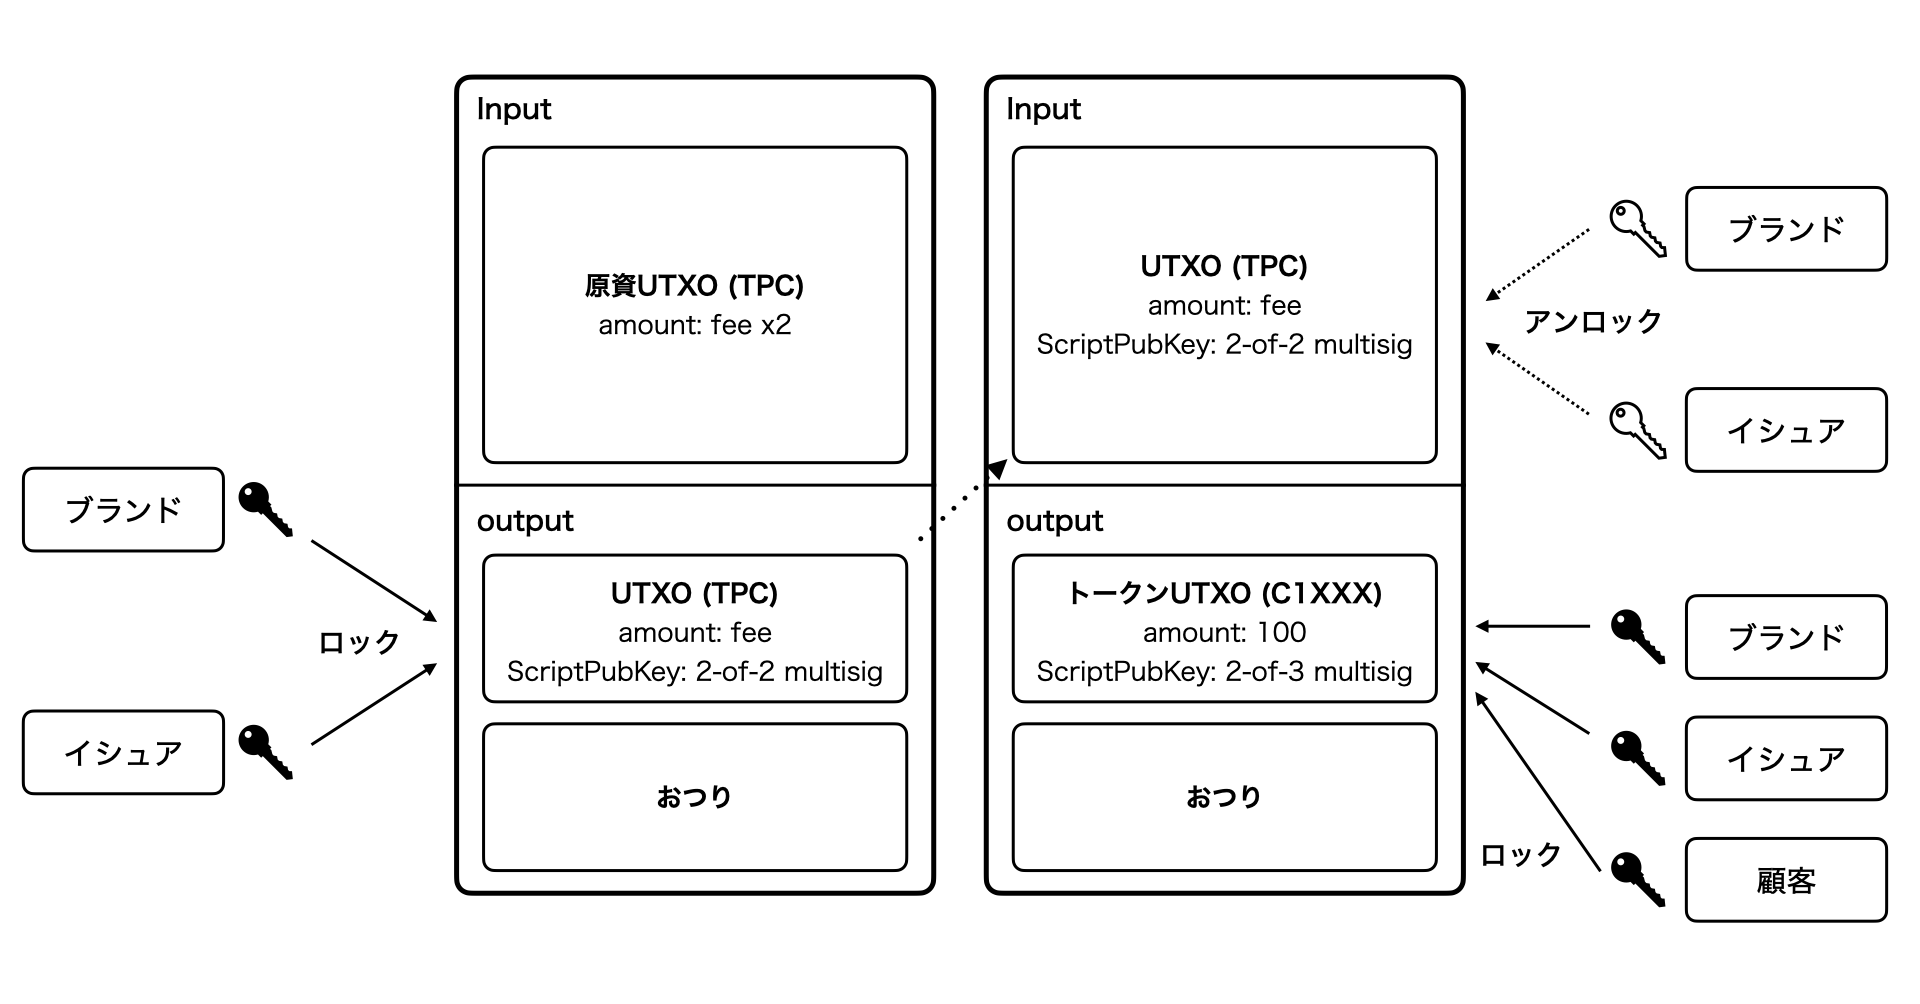 ブランド
イシュア
ロック
Input
原資UTXO (TPC)
amount: fee x2
output
UTXO (TPC)
amount: fee
ScriptPubKey: 2-of-2 multisig
おつり
Input
UTXO (TPC)
amount: fee
ScriptPubKey: 2-of-2 multisig
output
トークンUTXO (C1XXX)
amount: 100
ScriptPubKey: 2-of-3 multisig
おつり
ブランド
アンロック
イシュア
ブランド
イシュア
ロック
顧客